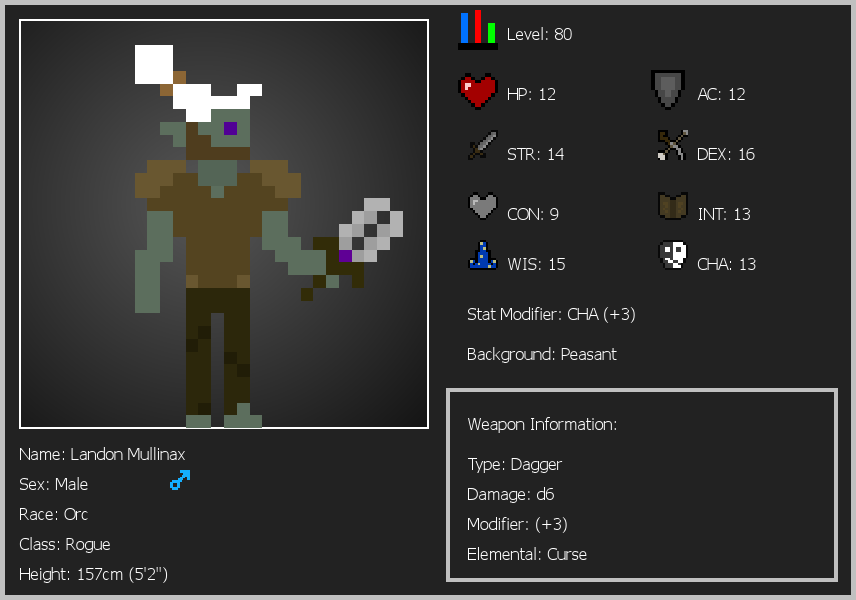 Level: 80
HP: 12
AC: 12
STR: 14
DEX: 16
CON: 9
INT: 13
WIS: 15
CHA: 13
Stat Modifier: CHA (+3)
Background: Peasant
Weapon Information:
Type: Dagger
Damage: d6
Modifier: (+3)
Elemental: Curse
Name: Landon Mullinax
Sex: Male
Race: Orc
Class: Rogue
Height: 157cm (5'2")